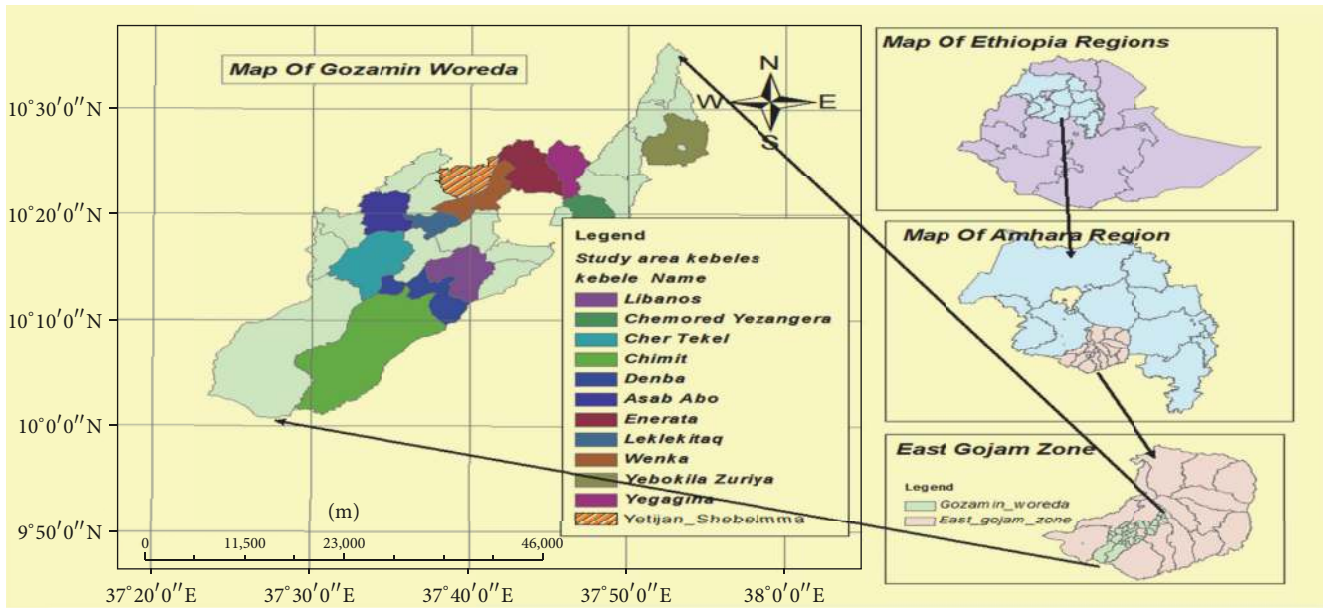 Map Of Gozamin Woreda
N
W
E
S
10°30′0″N
10°20′0″N
10°10′0″N
10°0′0″N
9°50′0″N
37°20′0″E
37°30′0″E
37°40′0″E
37°50′0″E
38°0′0″E
(m)
0
11,500
23,000
46,000
Legend
Study area kebeles
kebele Name
Libanos
Chemored Yezangera
Cher Tekel
Chimit
Denba
Asab Abo
Enerata
Leklekitaq
Wenka
Yebokila Zuriya
Yegagina
Yetijan_Shebelmma
Map Of Ethiopia Regions
Map Of Amhara Region
East Gojam Zone
Legend
Gozamin_woreda
East_gojam_zone